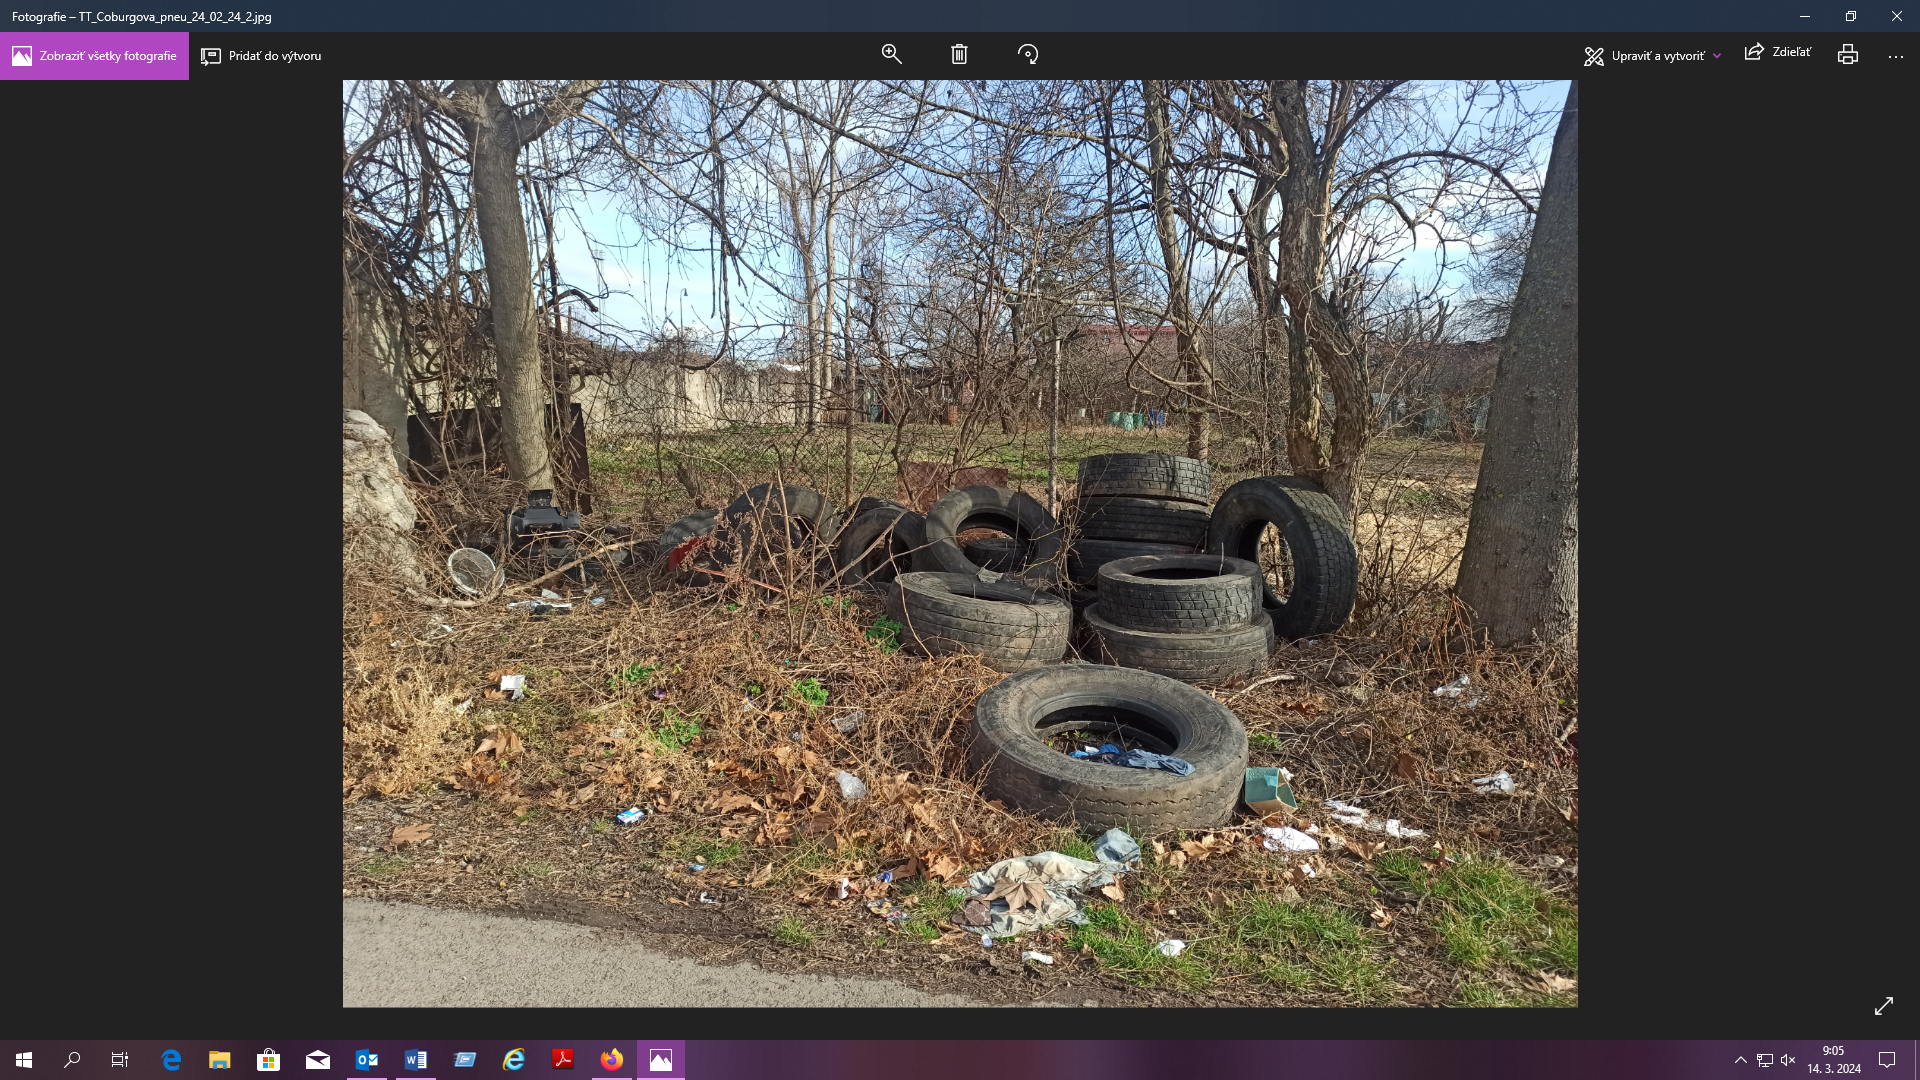 Fotografie – TT_Coburgova_pneu_24_02_24_2.jpg
Zobraziť všetky fotografie
Pridať do výtvoru
Upraviť a vytvoriť
Zdieľať
9:05
14. 3. 2024